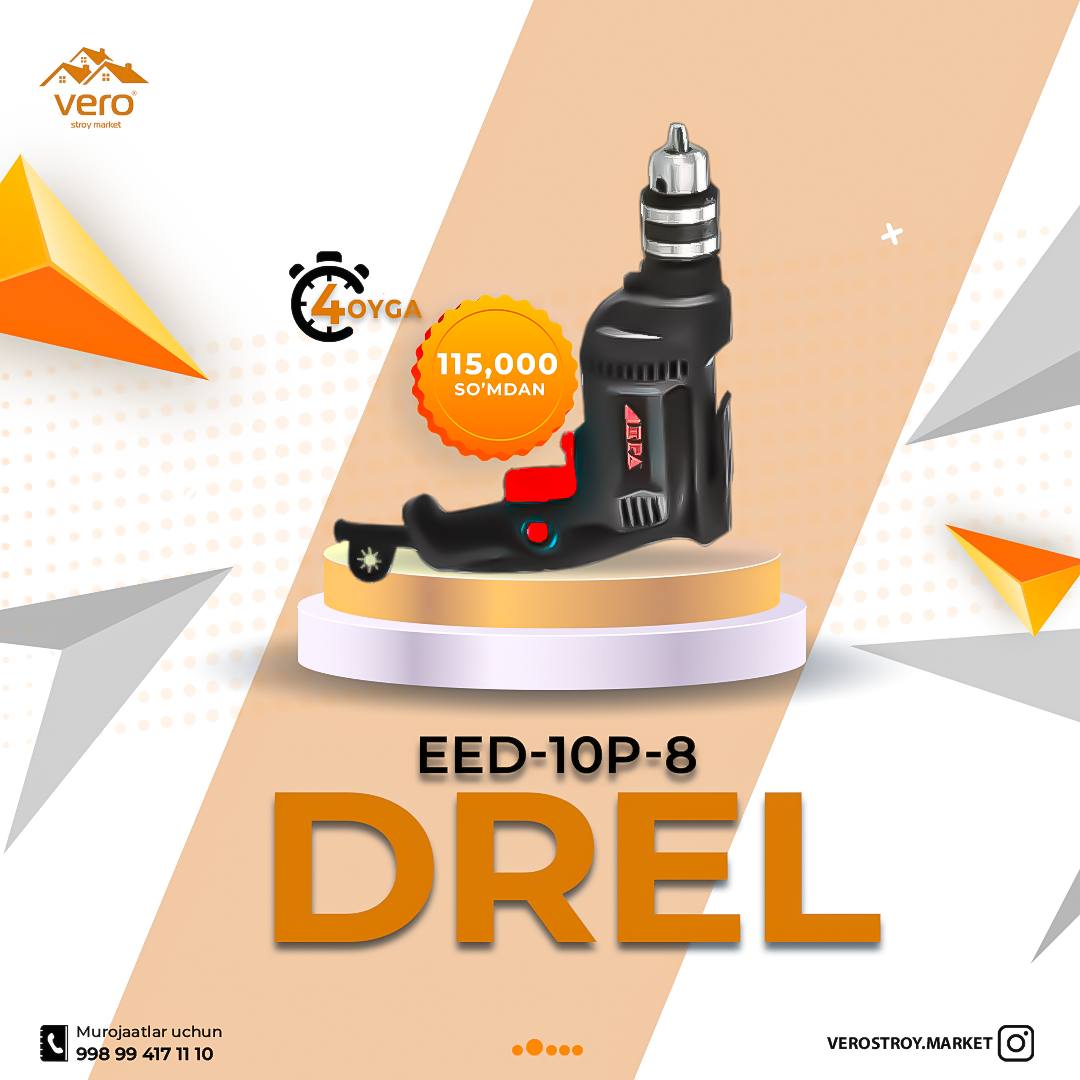 vero
stroy market
4 OYGA
115,000
SO'MDAN
ЭПРА
EED-10P-8
DREL
Murojaatlar uchun
998 99 417 11 10
VEROSTROY.MARKET